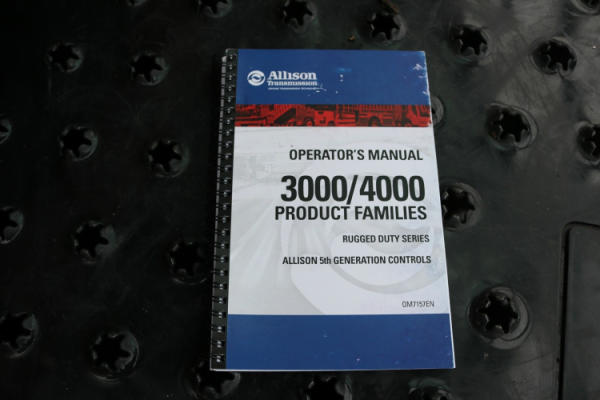 Allison
Transmission
OPERATOR'S MANUAL
3000/4000
PRODUCT FAMILIES
RUGGED DUTY SERIES
ALLISON 5th GENERATION CONTROLS
OM7157EN